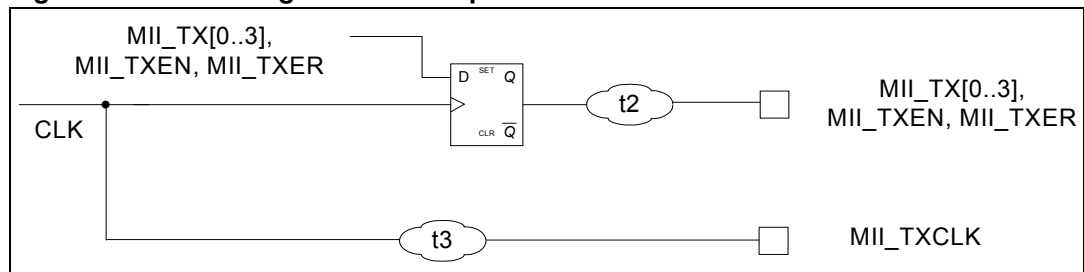 MII_TX[0..3],
MII_TXEN, MII_TXER
D SET Q
CLR Q
CLK
t2
MII_TX[0..3],
MII_TXEN, MII_TXER
t3
MII_TXCLK